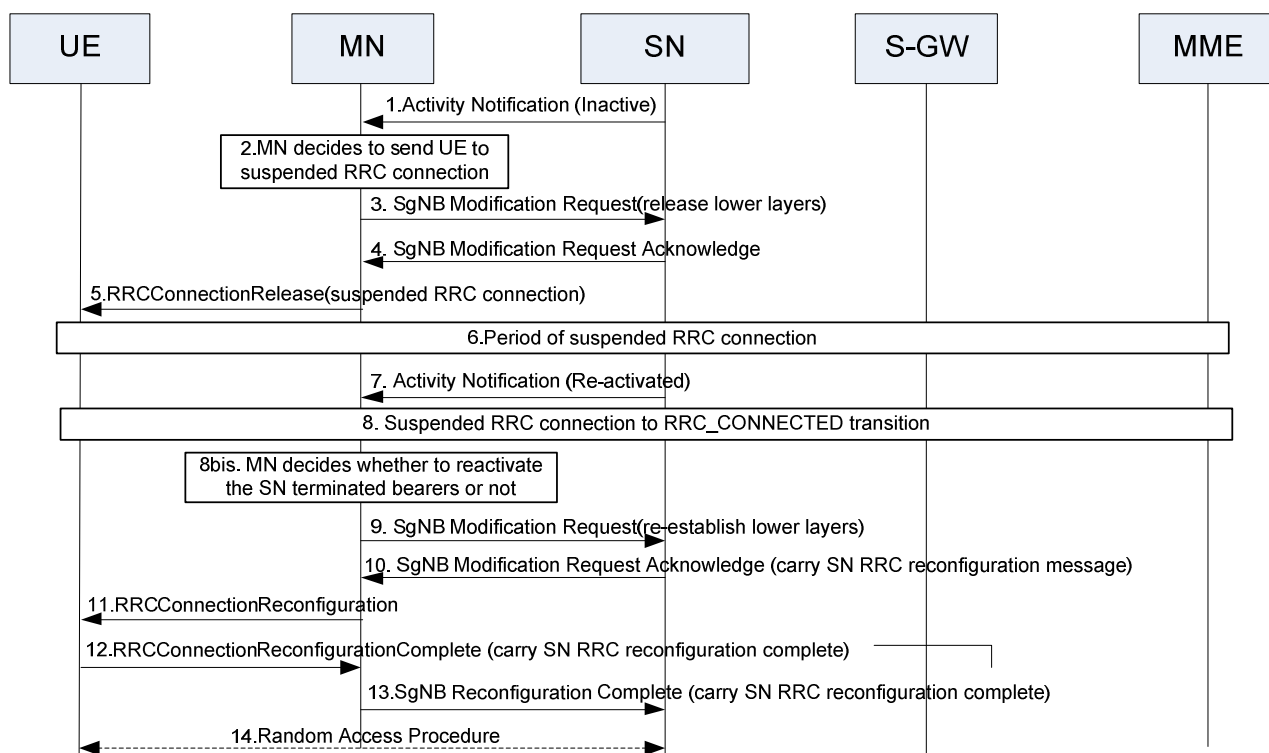 UE MN SN S-GW MME
1.Activity Notification (Inactive)
2.MN decides to send UE to
suspended RRC connection
3. SgNB Modification Request(release lower layers)
4. SgNB Modification Request Acknowledge
5.RRCConnectionRelease(suspended RRC connection)
6.Period of suspended RRC connection
7. Activity Notification (Re-activated)
8. Suspended RRC connection to RRC_CONNECTED transition
8bis. MN decides whether to reactivate
the SN terminated bearers or not
9. SgNB Modification Request(re-establish lower layers)
10. SgNB Modification Request Acknowledge (carry SN RRC reconfiguration message)
11.RRCConnectionReconfiguration
12.RRCConnectionReconfigurationComplete (carry SN RRC reconfiguration complete)
13.SgNB Reconfiguration Complete (carry SN RRC reconfiguration complete)
14.Random Access Procedure